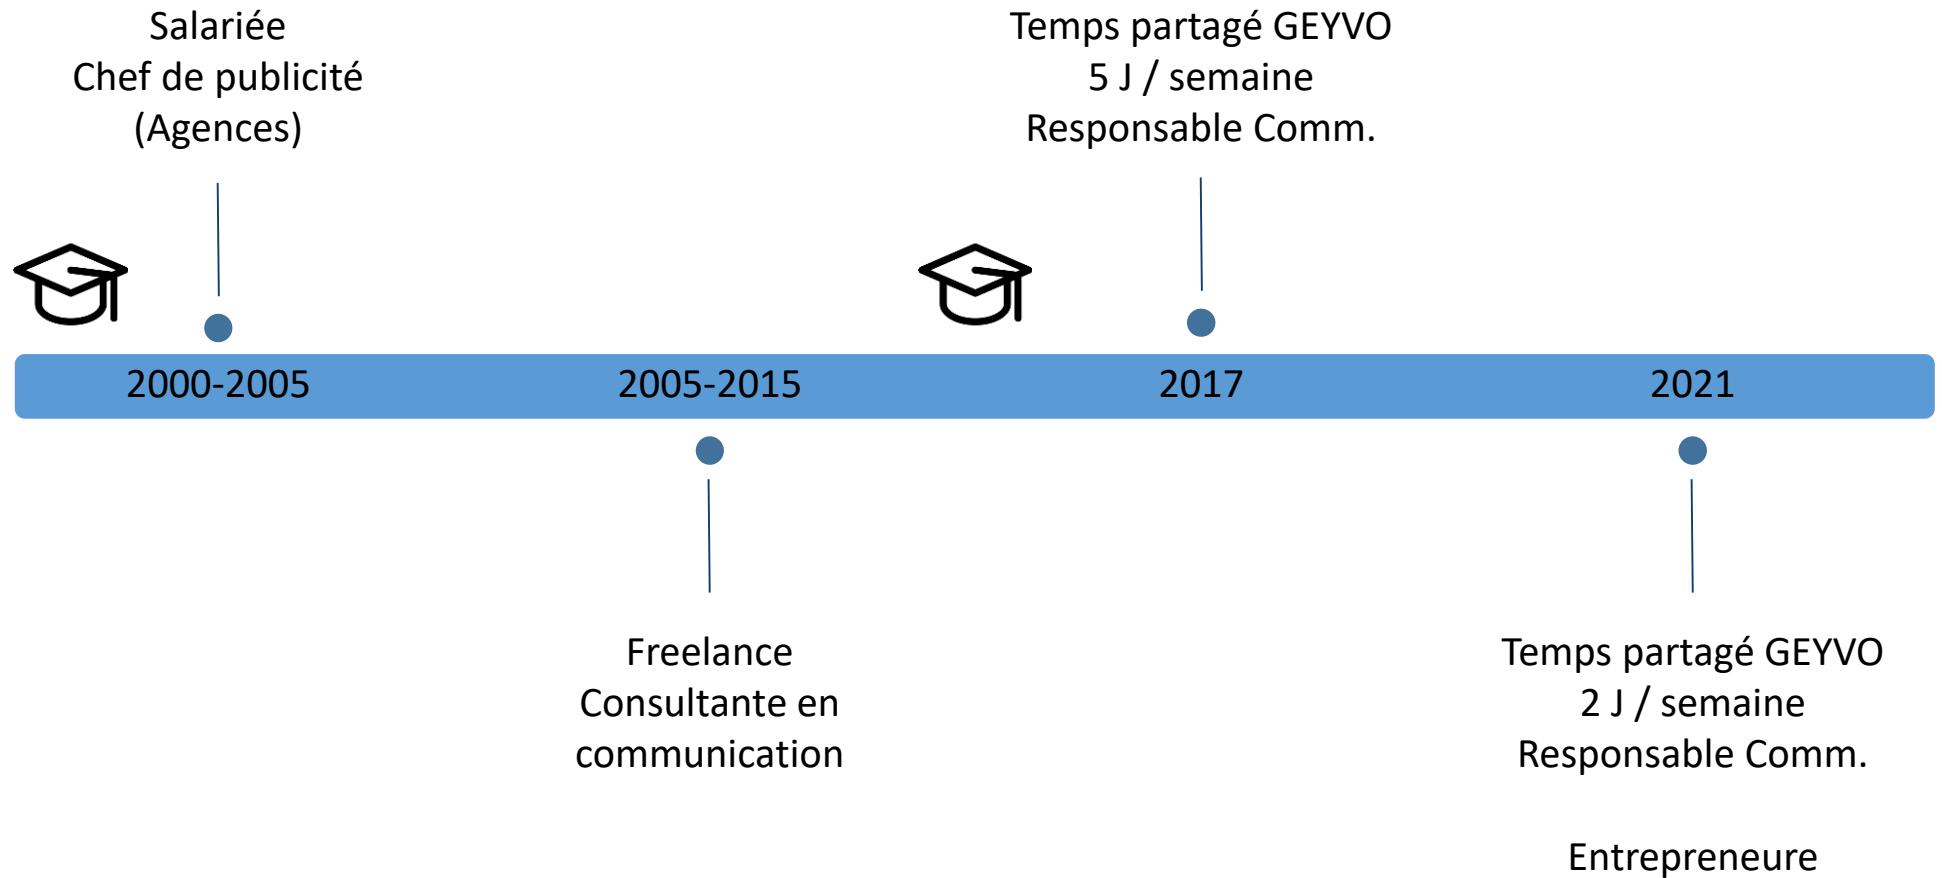 Salariée
Chef de publicité
(Agences)
Temps partagé GEYVO
5 J / semaine
Responsable Comm.
2000-2005
2005-2015
2017
2021
Freelance
Consultante en
communication
Temps partagé GEYVO
2 J / semaine
Responsable Comm.
Entrepreneure